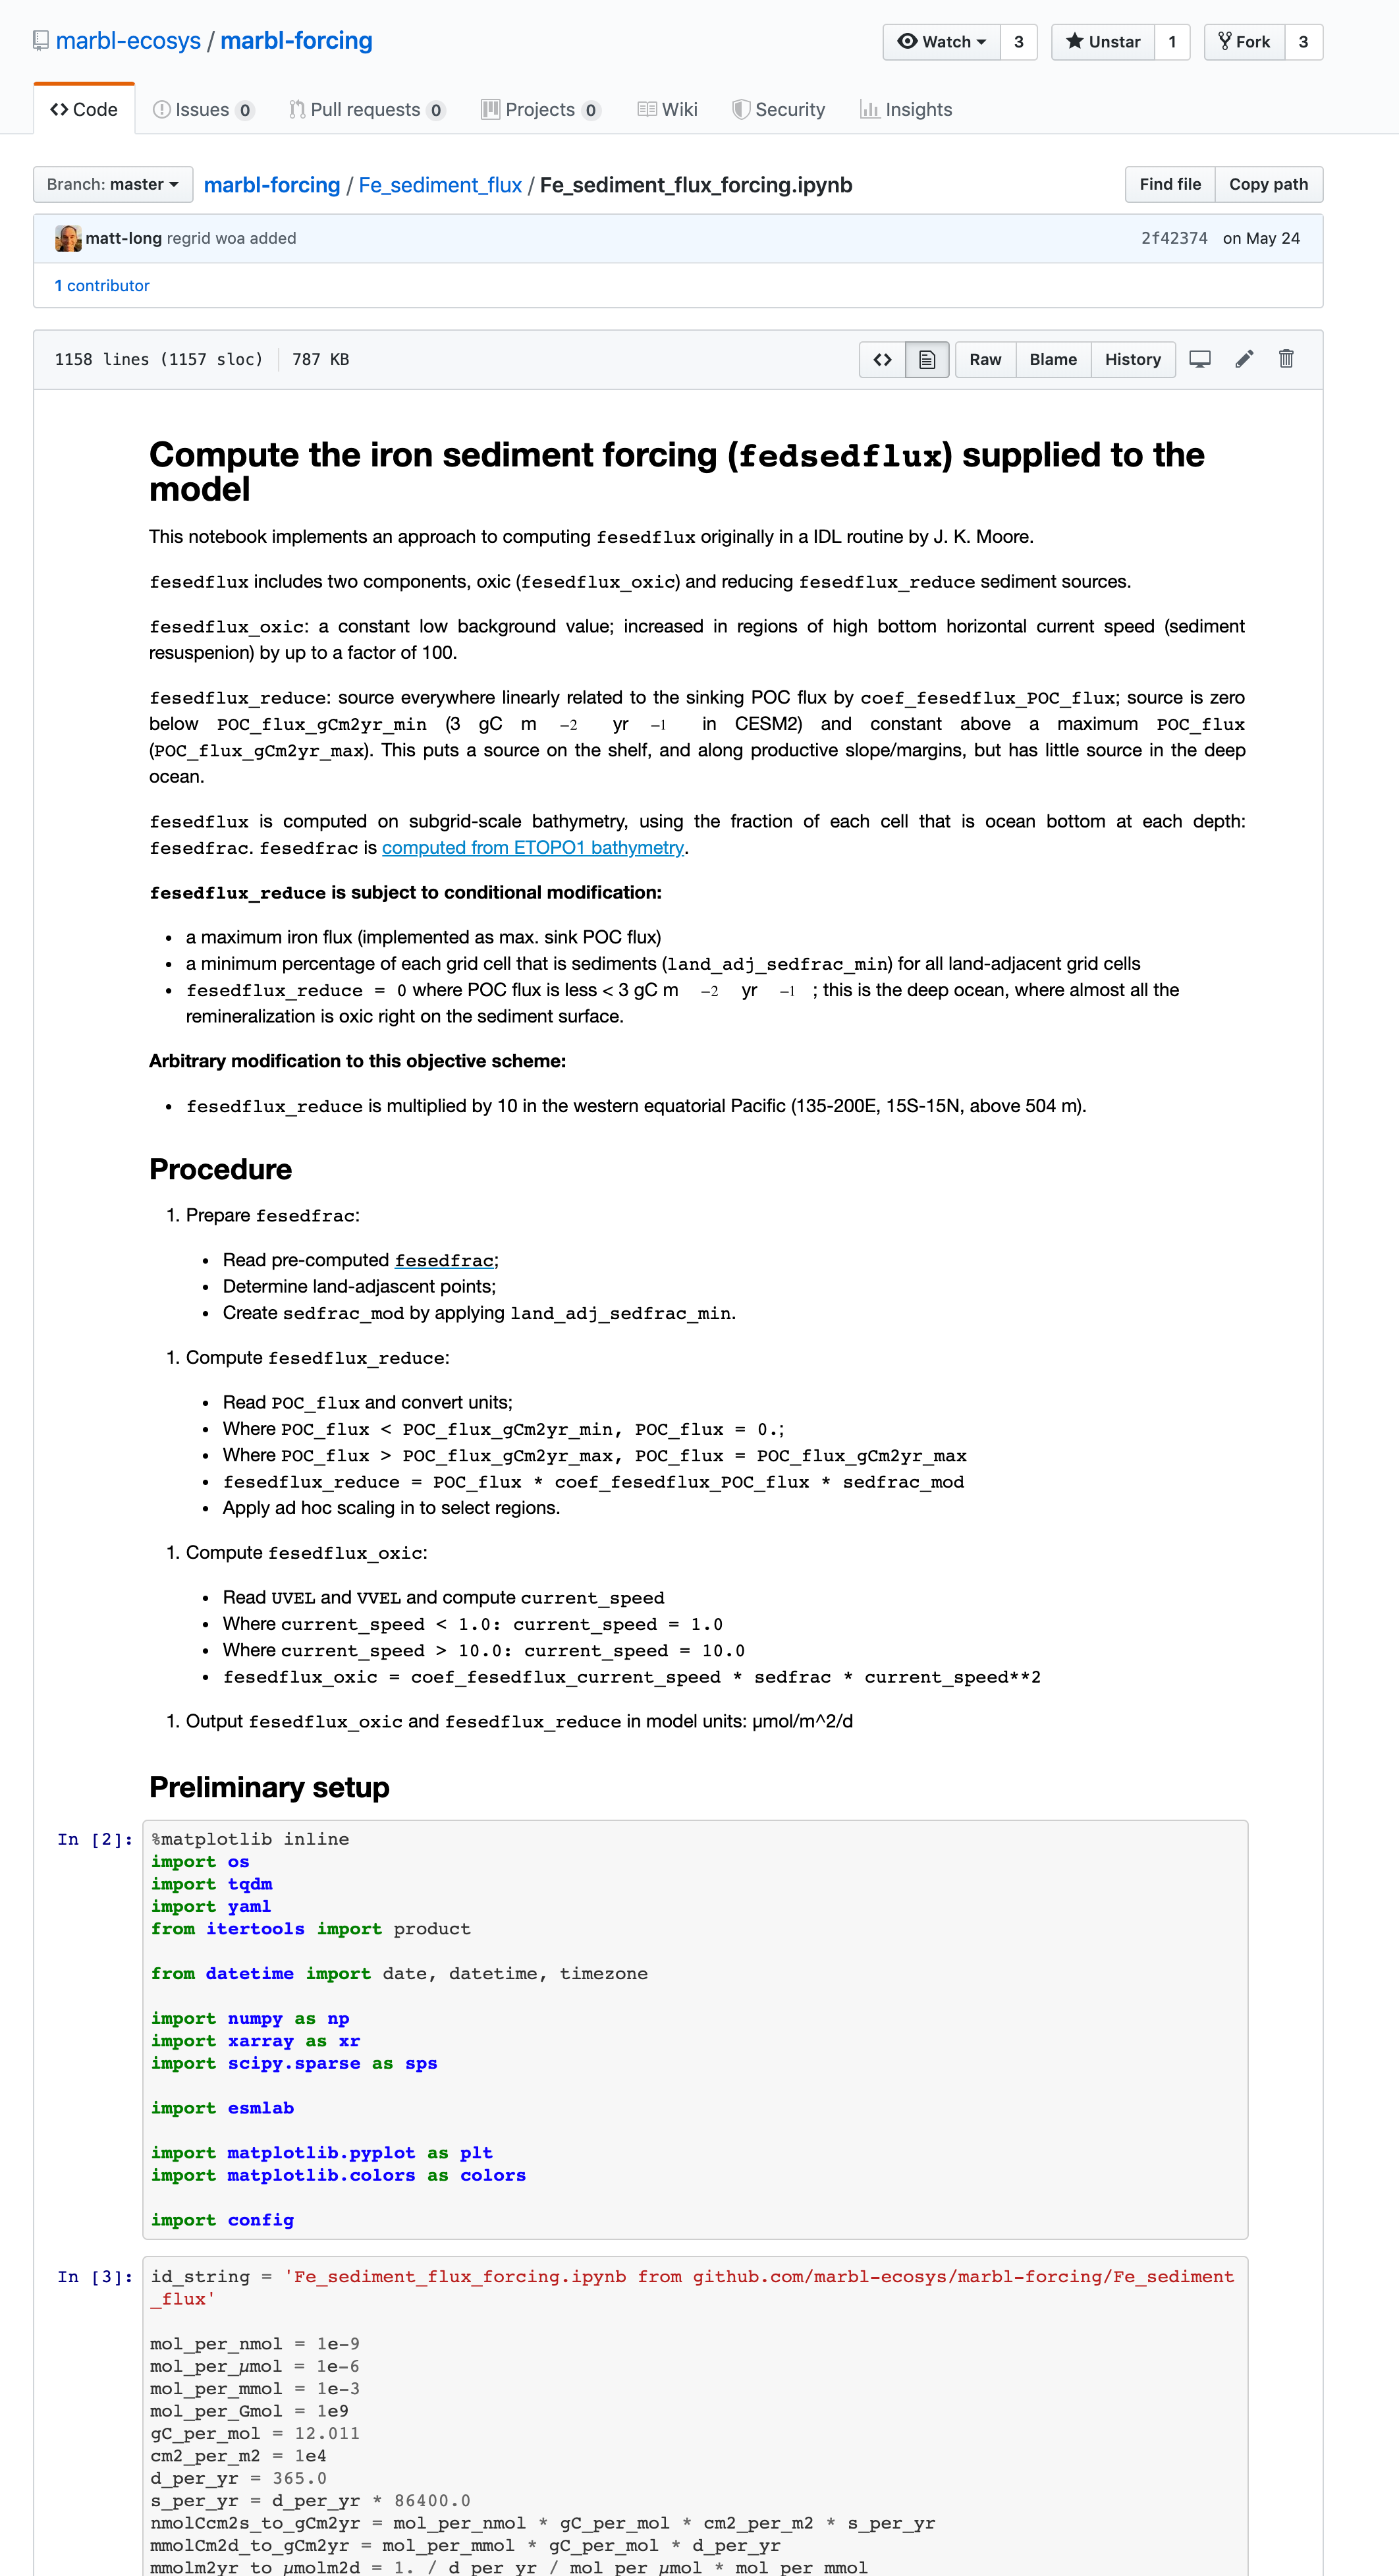 marbl-ecosys / marbl-forcing
Watch 3 Unstar 1 Fork 3
Code Issues 0 Pull requests 0 Projects 0 Wiki Security Insights
Branch: master marbl-forcing / Fe_sediment_flux / Fe_sediment_flux_forcing.ipynb Find file Copy path
matt-long regrid woa added 2f42374 on May 24
1 contributor
1158 lines (1157 sloc) 787 KB Raw Blame History
Compute the iron sediment forcing (fedsedflux) supplied to the
model
This notebook implements an approach to computing fesedflux originally in a IDL routine by J. K. Moore.
fesedflux includes two components, oxic (fesedflux_oxic) and reducing fesedflux_reduce sediment sources.
fesedflux_oxic: a constant low background value; increased in regions of high bottom horizontal current speed (sediment
resuspenion) by up to a factor of 100.
fesedflux_reduce: source everywhere linearly related to the sinking POC flux by coef_fesedflux_POC_flux; source is zero
below POC_flux_gCm2yr_min (3 gC m −2 yr −1 in CESM2) and constant above a maximum POC_flux
(POC_flux_gCm2yr_max). This puts a source on the shelf, and along productive slope/margins, but has little source in the deep
ocean.
fesedflux is computed on subgrid-scale bathymetry, using the fraction of each cell that is ocean bottom at each depth:
fesedfrac. fesedfrac is computed from ETOPO1 bathymetry.
fesedflux_reduce is subject to conditional modification:
• a maximum iron flux (implemented as max. sink POC flux)
• a minimum percentage of each grid cell that is sediments (land_adj_sedfrac_min) for all land-adjacent grid cells
• fesedflux_reduce = 0 where POC flux is less < 3 gC m −2 yr −1 ; this is the deep ocean, where almost all the
remineralization is oxic right on the sediment surface.
Arbitrary modification to this objective scheme:
• fesedflux_reduce is multiplied by 10 in the western equatorial Pacific (135-200E, 15S-15N, above 504 m).
Procedure
1. Prepare fesedfrac:
• Read pre-computed fesedfrac;
• Determine land-adjascent points;
• Create sedfrac_mod by applying land_adj_sedfrac_min.
1. Compute fesedflux_reduce:
• Read POC_flux and convert units;
• Where POC_flux < POC_flux_gCm2yr_min, POC_flux = 0.;
• Where POC_flux > POC_flux_gCm2yr_max, POC_flux = POC_flux_gCm2yr_max
• fesedflux_reduce = POC_flux * coef_fesedflux_POC_flux * sedfrac_mod
• Apply ad hoc scaling in to select regions.
1. Compute fesedflux_oxic:
• Read UVEL and VVEL and compute current_speed
• Where current_speed < 1.0: current_speed = 1.0
• Where current_speed > 10.0: current_speed = 10.0
• fesedflux_oxic = coef_fesedflux_current_speed * sedfrac * current_speed**2
1. Output fesedflux_oxic and fesedflux_reduce in model units: µmol/m^2/d
Preliminary setup
In [2]: %matplotlib inline
import os
import tqdm
import yaml
from itertools import product
from datetime import date, datetime, timezone
import numpy as np
import xarray as xr
import scipy.sparse as sps
import esmlab
import matplotlib.pyplot as plt
import matplotlib.colors as colors
import config
In [3]: id_string = 'Fe_sediment_flux_forcing.ipynb from github.com/marbl-ecosys/marbl-forcing/Fe_sediment
_flux'
mol_per_nmol = 1e-9
mol_per_µmol = 1e-6
mol_per_mmol = 1e-3
mol_per_Gmol = 1e9
gC_per_mol = 12.011
cm2_per_m2 = 1e4
d_per_yr = 365.0
s_per_yr = d_per_yr * 86400.0
nmolCcm2s_to_gCm2yr = mol_per_nmol * gC_per_mol * cm2_per_m2 * s_per_yr
mmolCm2d_to_gCm2yr = mol_per_mmol * gC_per_mol * d_per_yr
mmolm2yr_to_µmolm2d = 1. / d_per_yr / mol_per_µmol * mol_per_mmol